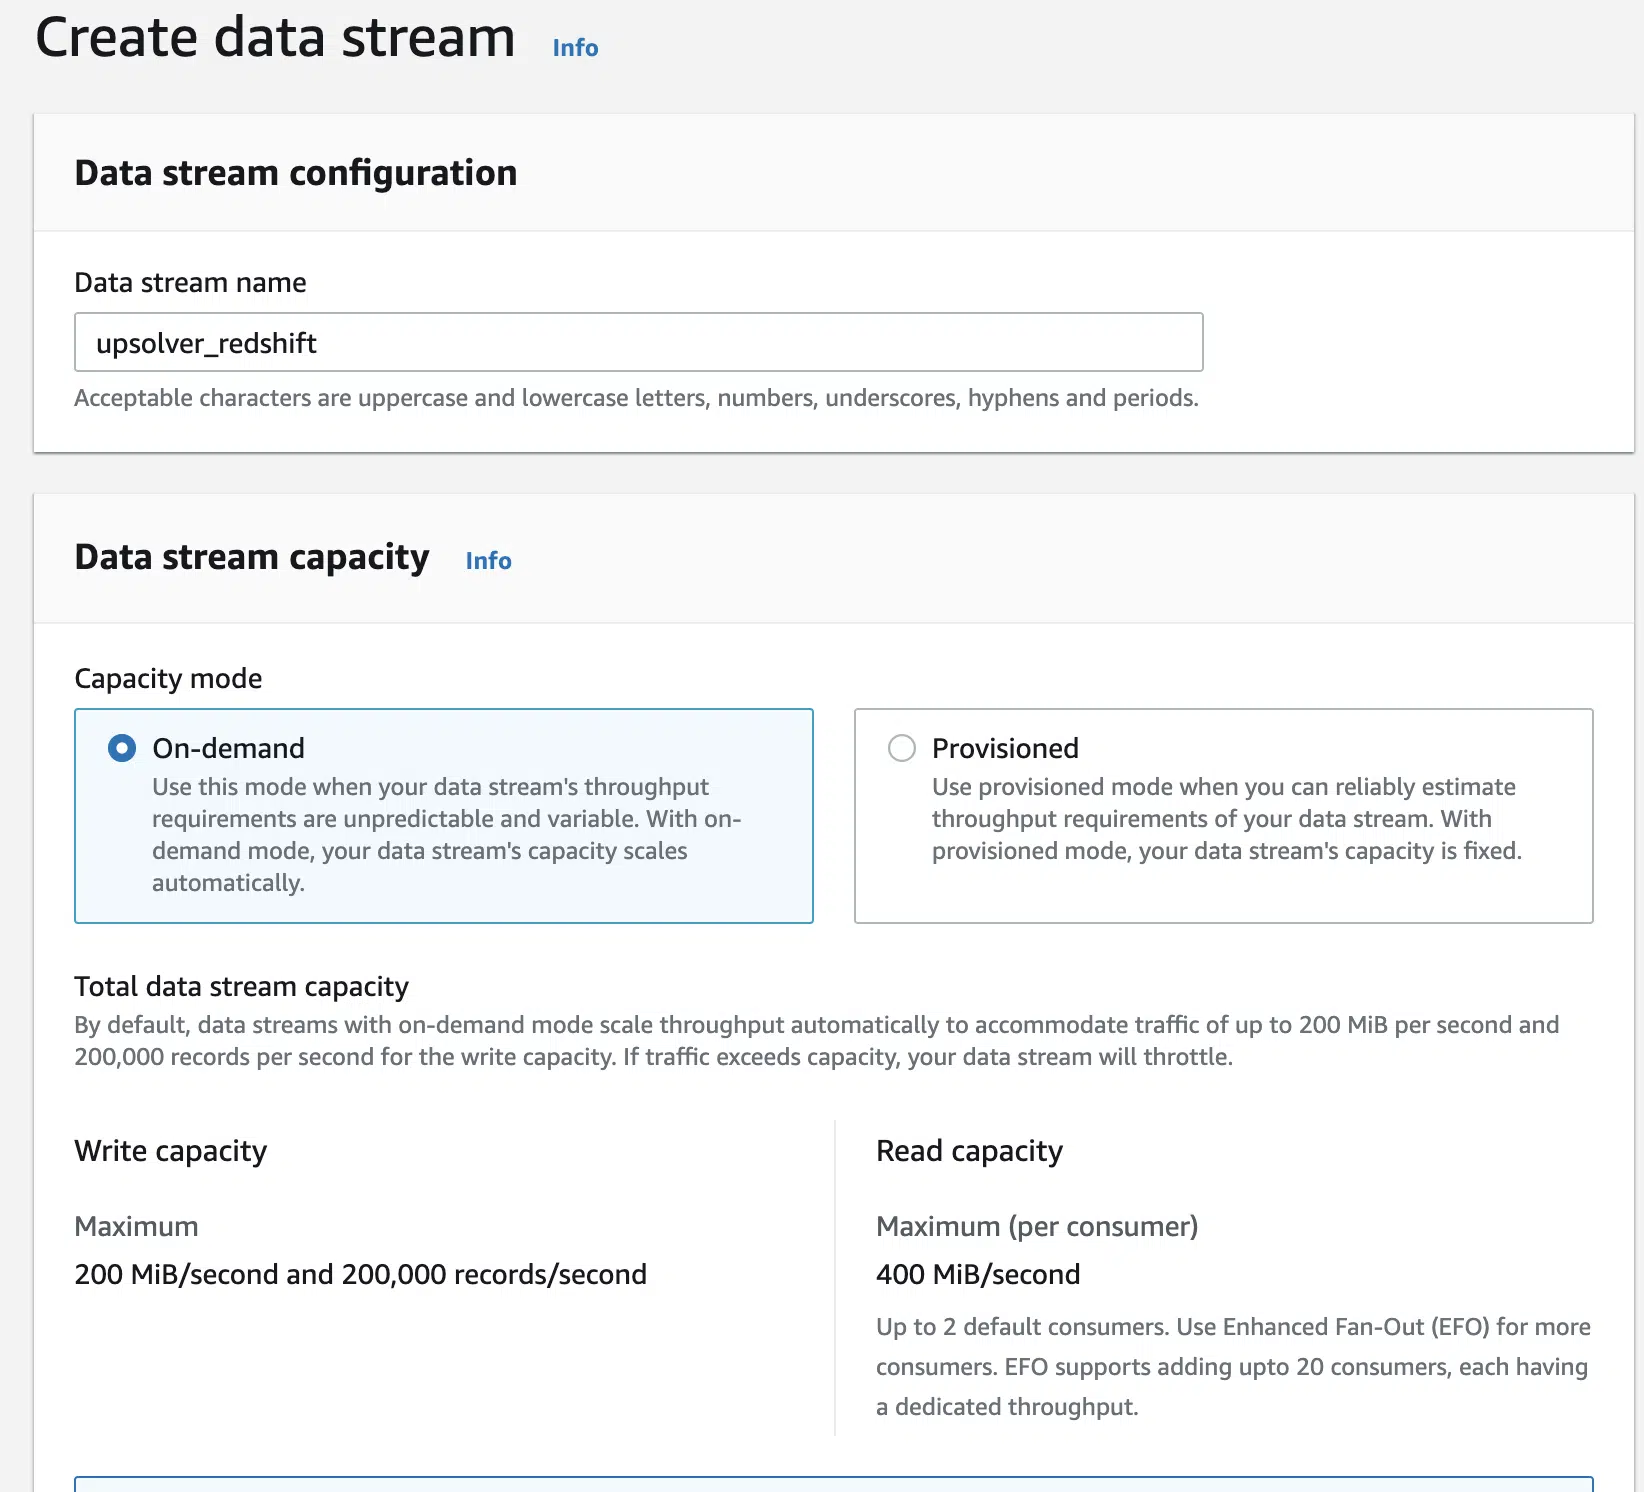 Create data stream Info
Data stream configuration
Data stream name
upsolver_redshift
Acceptable characters are uppercase and lowercase letters, numbers, underscores, hyphens and periods.
Data stream capacity Info
Capacity mode
On-demand
Use this mode when your data stream's throughput
requirements are unpredictable and variable. With on-
demand mode, your data stream's capacity scales
automatically.
Provisioned
Use provisioned mode when you can reliably estimate
throughput requirements of your data stream. With
provisioned mode, your data stream's capacity is fixed.
Total data stream capacity
By default, data streams with on-demand mode scale throughput automatically to accommodate traffic of up to 200 MiB per second and
200,000 records per second for the write capacity. If traffic exceeds capacity, your data stream will throttle.
Write capacity
Maximum
200 MiB/second and 200,000 records/second
Read capacity
Maximum (per consumer)
400 MiB/second
Up to 2 default consumers. Use Enhanced Fan-Out (EFO) for more
consumers. EFO supports adding upto 20 consumers, each having
a dedicated throughput.